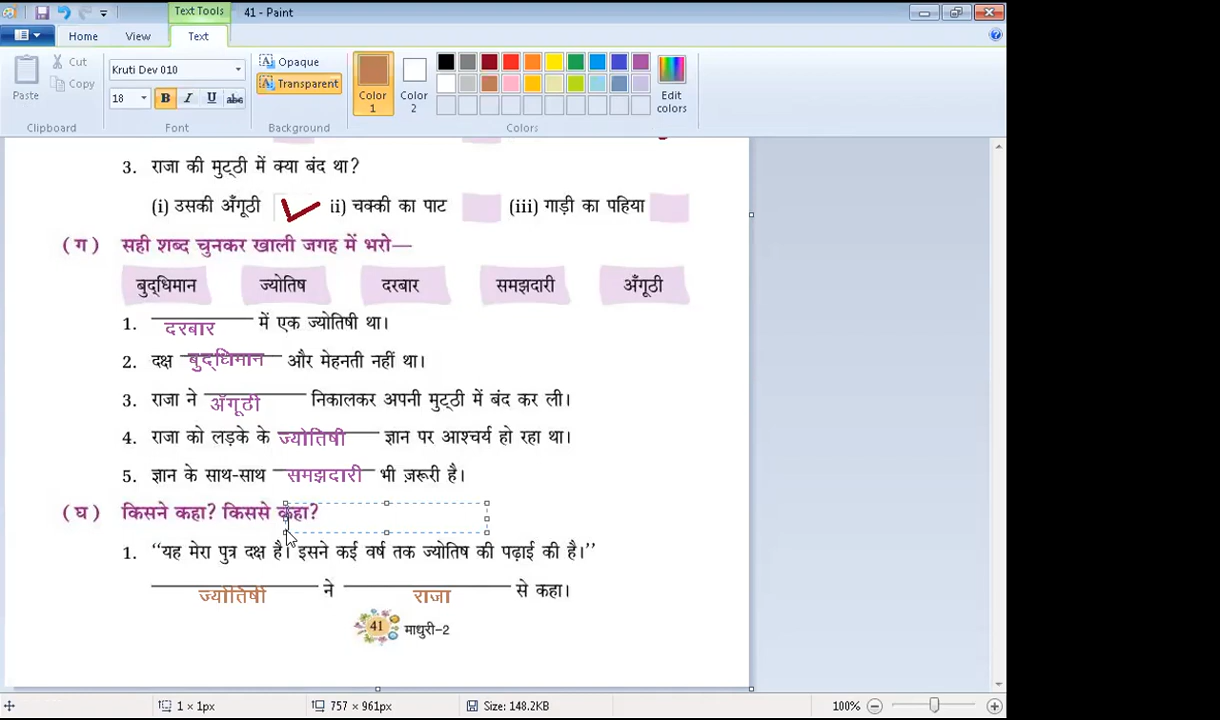 Text Tools
41 - Paint
Home View Text
Paste Cut Copy
Kruti Dev 010
18 B I U abc
Opaque
Transparent
Color 1 Color 2 Edit colors
Clipboard Font Background Colors
3. राजा की मुट्ठी में क्या बंद था?
(i) उसकी अँगूठी ii) चक्की का पाट (iii) गाड़ी का पहिया
(ग) सही शब्द चुनकर खाली जगह में भरो—
बुद्धिमान ज्योतिष दरबार समझदारी अँगूठी
1. दरबार में एक ज्योतिषी था।
2. दक्ष बुद्धिमान और मेहनती नहीं था।
3. राजा ने अँगूठी निकालकर अपनी मुट्ठी में बंद कर ली।
4. राजा को लड़के के ज्योतिषी ज्ञान पर आश्चर्य हो रहा था।
5. ज्ञान के साथ-साथ समझदारी भी ज़रूरी है।
(घ) किसने कहा? किससे कहा?
1. “यह मेरा पुत्र दक्ष है। इसने कई वर्ष तक ज्योतिष की पढ़ाई की है।”
ज्योतिषी ने राजा से कहा।
41 माधुरी-2
1 × 1px 757 × 961px Size: 148.2KB 100%